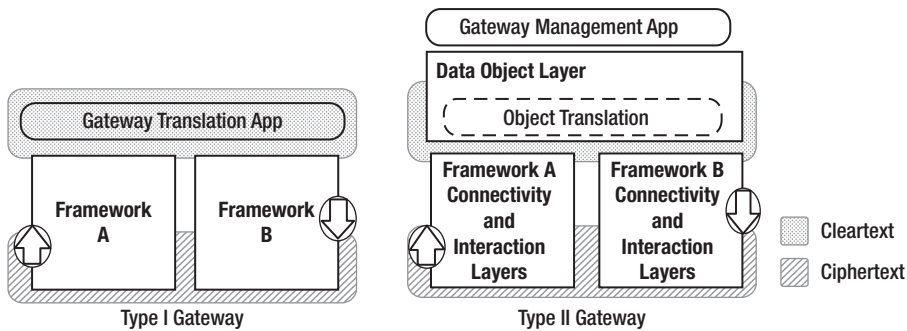 Gateway Management App
Data Object Layer
Gateway Translation App
Object Translation
Framework
A
Framework
B
Framework A
Connectivity
and
Interaction
Layers
Framework B
Connectivity
and
Interaction
Layers
Cleartext
Ciphertext
Type I Gateway
Type II Gateway